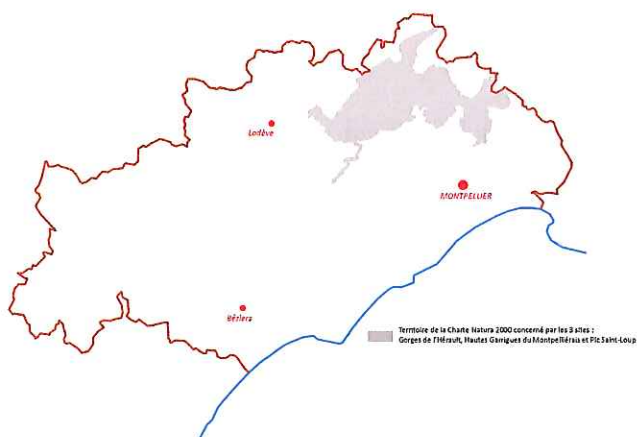 Lodève
MONTPELLIER
Béziers
Territoire de la Charte Natura 2000 concerné par les 3 sites :
Gorges de l'Hérault, Hautes Garrigues du Montpelliérais et Pic Saint-Loup